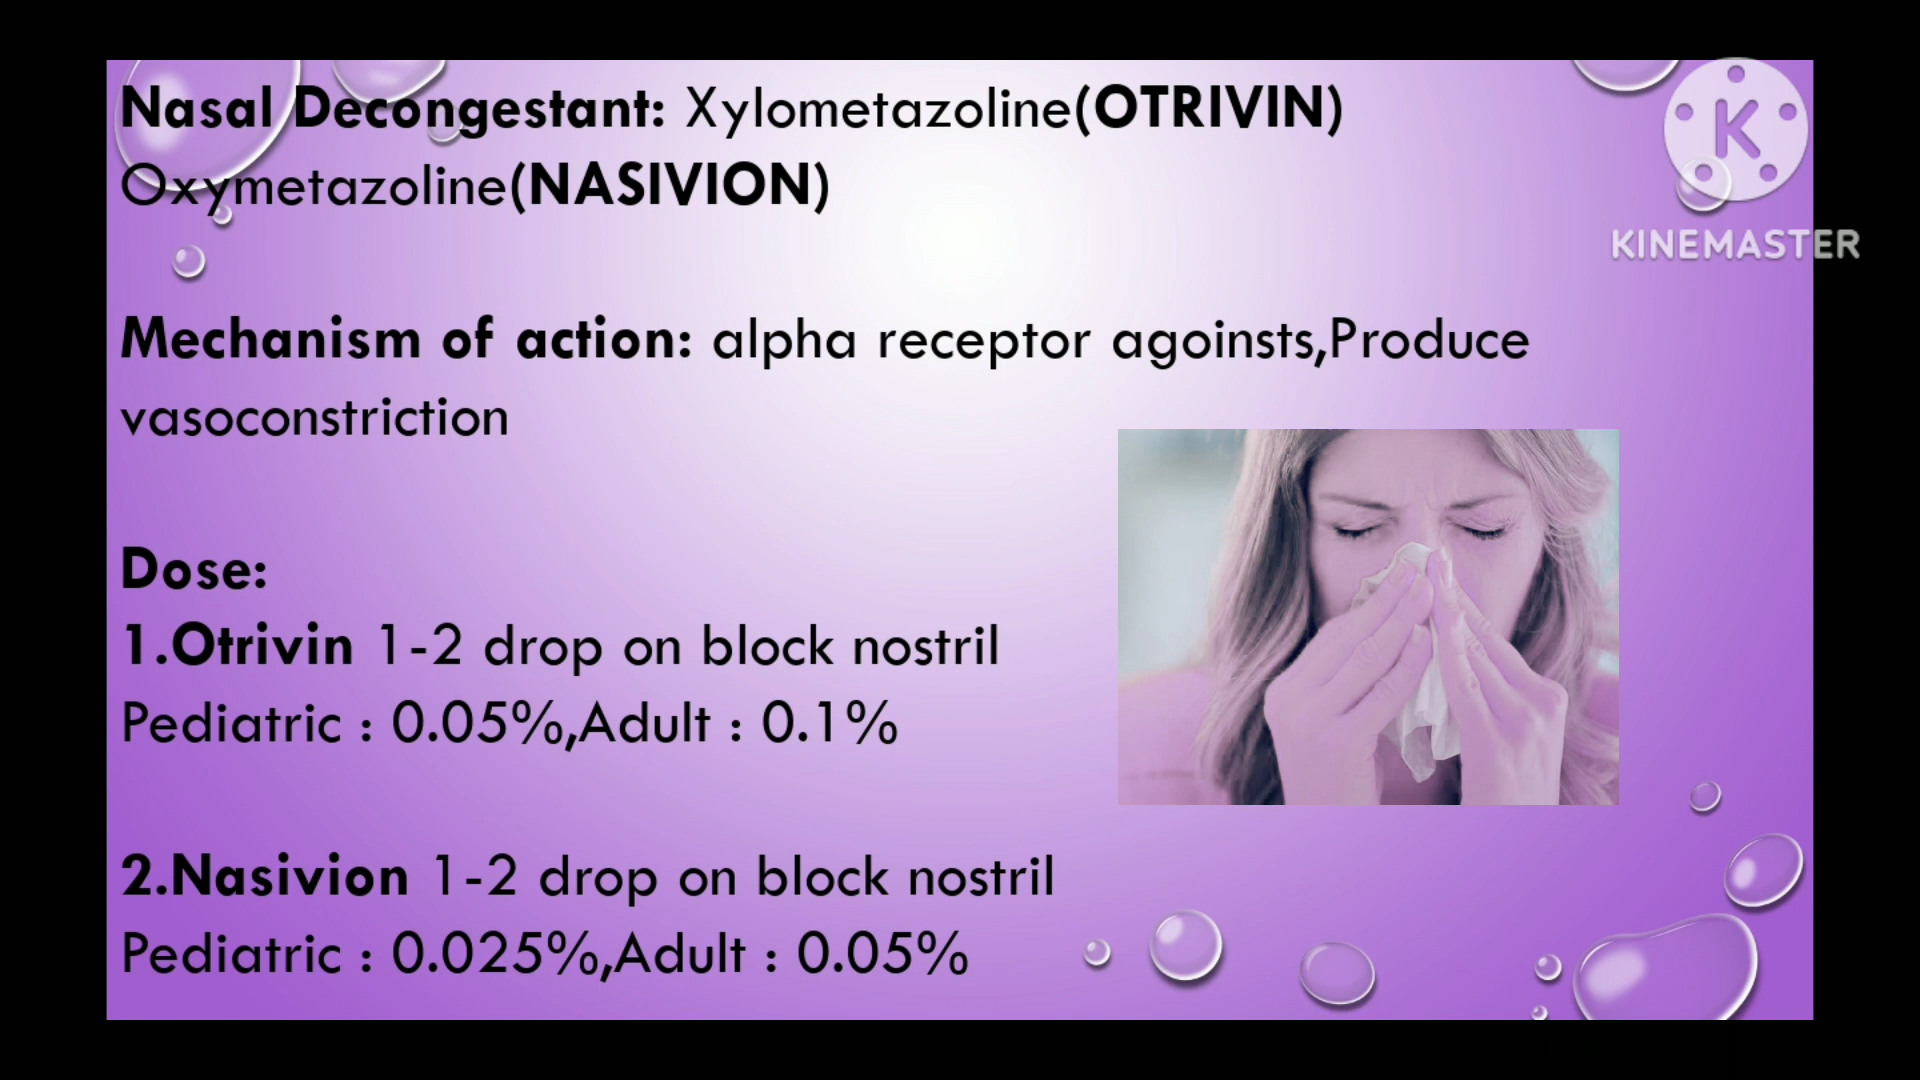 Nasal Decongestant: Xylometazoline(OTRIVIN)
Oxymetazoline(NASIVION)
K
KINEMASTER
Mechanism of action: alpha receptor agoinsts,Produce
vasoconstriction
Dose:
1.Otrivin 1-2 drop on block nostril
Pediatric : 0.05%,Adult : 0.1%
2.Nasivion 1-2 drop on block nostril
Pediatric : 0.025%,Adult : 0.05%